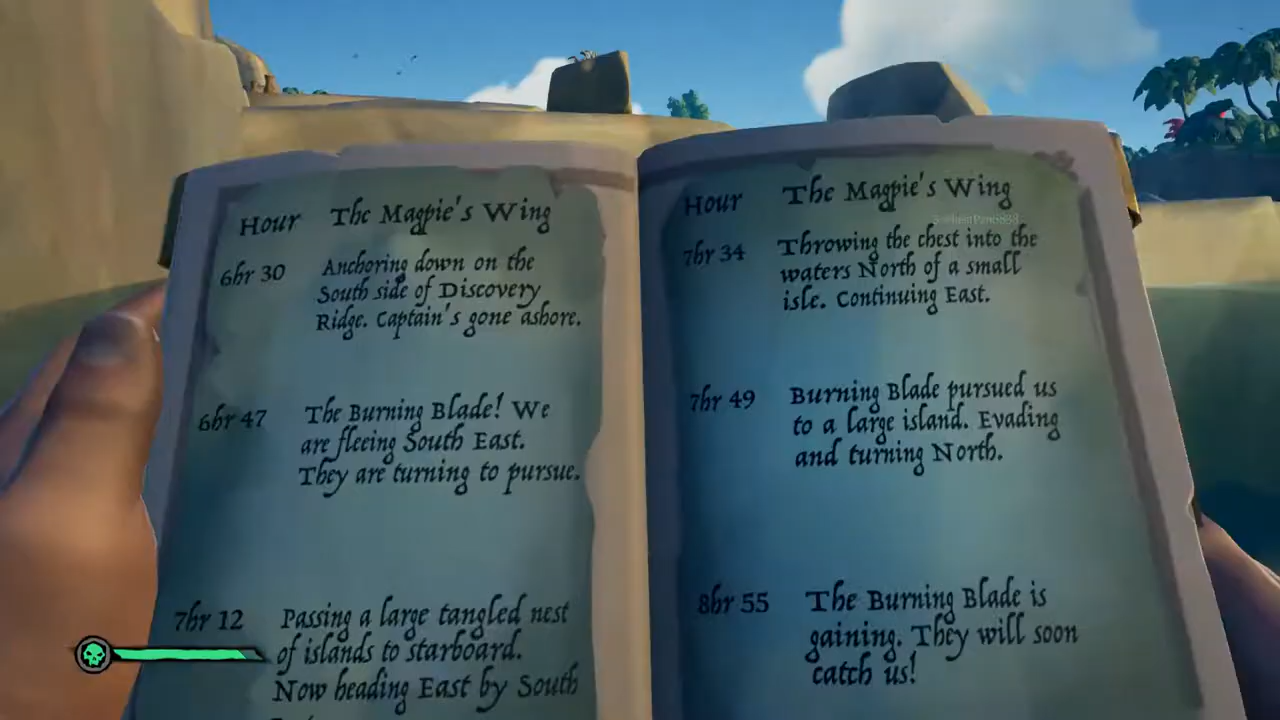 Hour The Magpie's Wing
6hr 30 Anchoring down on the
South side of Discovery
Ridge. Captain's gone ashore.
6hr 47 The Burning Blade! We
are fleeing South East.
They are turning to pursue.
7hr 12 Passing a large tangled nest
of islands to starboard.
Now heading East by South
Hour The Magpie's Wing
7hr 34 Throwing the chest into the
waters North of a small
isle. Continuing East.
7hr 49 Burning Blade pursued us
to a large island. Evading
and turning North.
8hr 55 The Burning Blade is
gaining. They will soon
catch us!